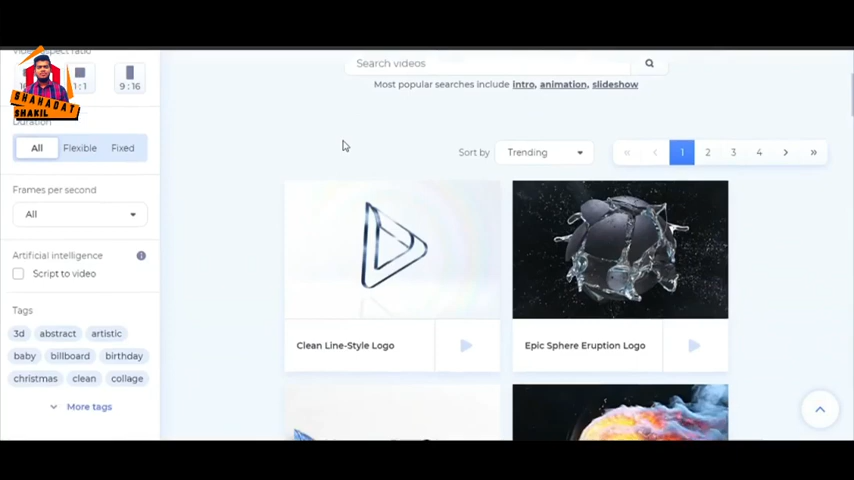 Video aspect ratio
1:1
9:16
SHAHADAT
SHAKIL
Duration
All Flexible Fixed
Frames per second
All
Artificial intelligence
Script to video
Tags
3d abstract artistic
baby billboard birthday
christmas clean collage
More tags
Search videos
Most popular searches include intro, animation, slideshow
Sort by Trending « ‹ 1 2 3 4 › »
Clean Line-Style Logo
Epic Sphere Eruption Logo